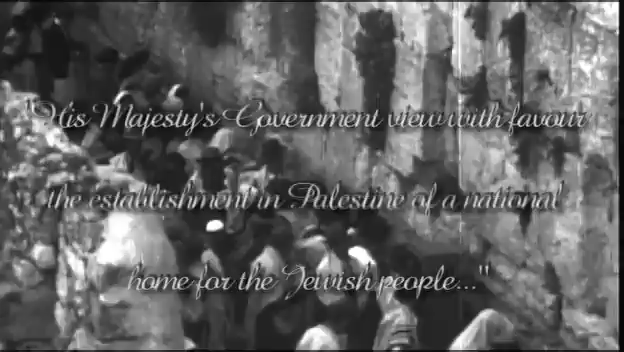 "His Majesty's Government view with favour
the establishment in Palestine of a national
home for the Jewish people..."